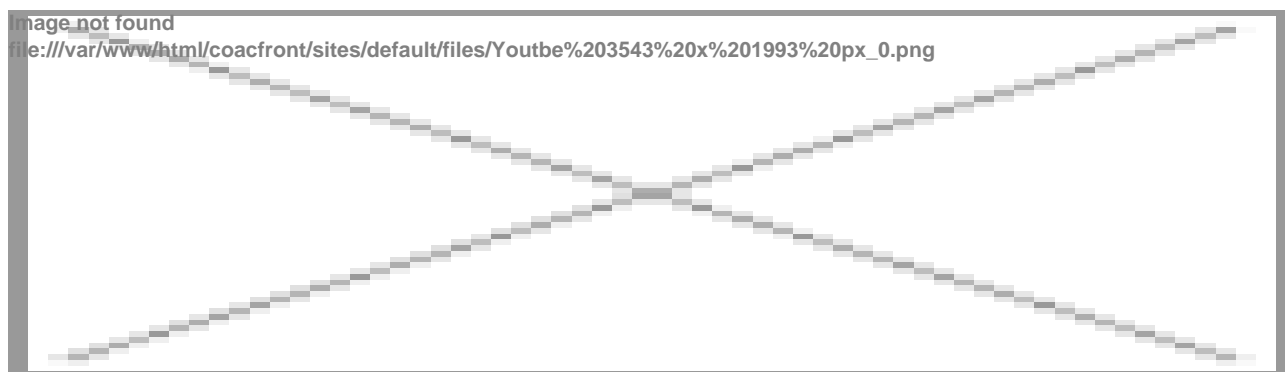 Image not found
file:///var/www/html/coacfront/sites/default/files/Youtbe%203543%20x%201993%20px_0.png